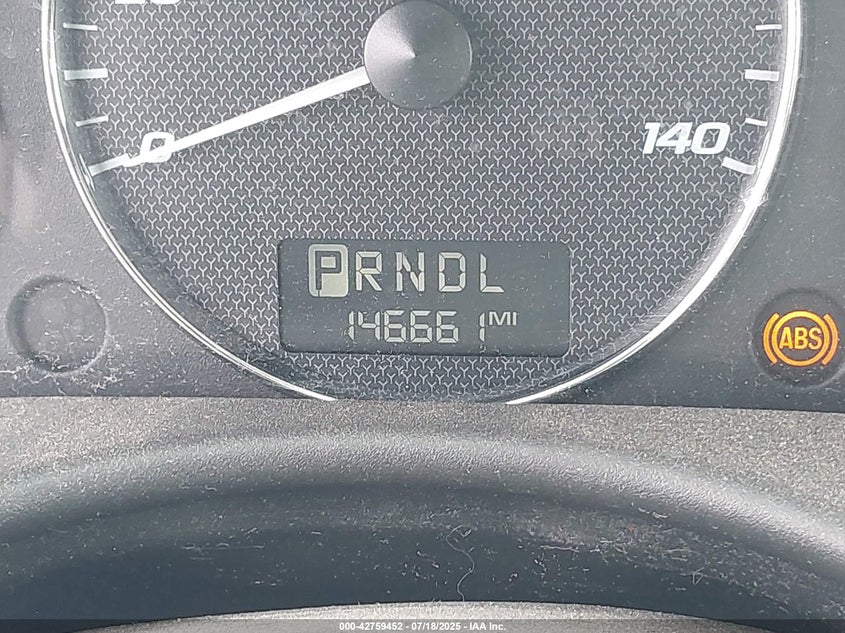 0
140
PRNDL
146661 MI
ABS
000-42759452 - 07/18/2025 - IAA Inc.